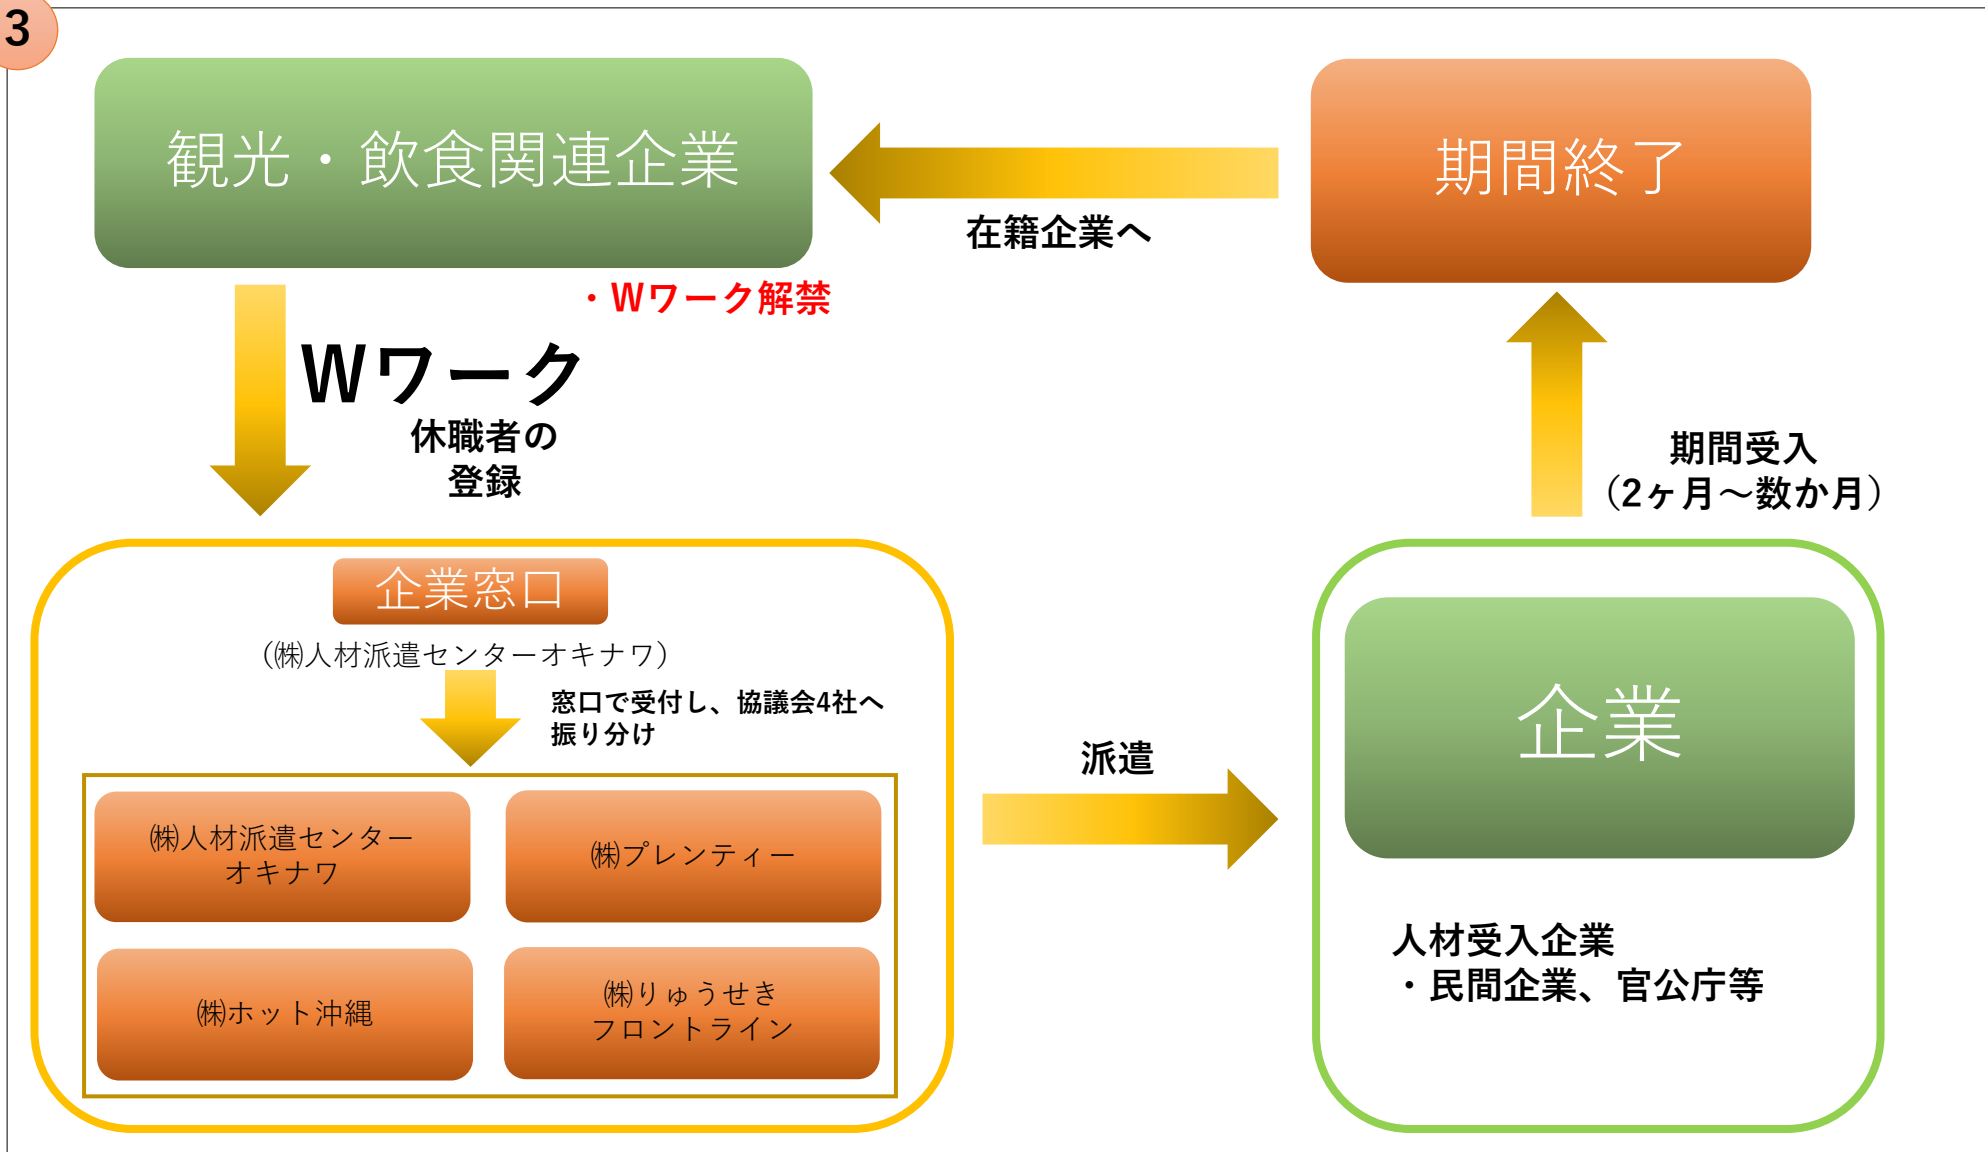 3
観光・飲食関連企業
期間終了
在籍企業へ
・Wワーク解禁
Wワーク
休職者の
登録
期間受入
（2ヶ月～数か月）
企業窓口
（㈱人材派遣センターオキナワ）
窓口で受付し、協議会4社へ
振り分け
㈱人材派遣センター
オキナワ
㈱プレンティー
㈱ホット沖縄
㈱りゅうせき
フロントライン
派遣
企業
人材受入企業
・民間企業、官公庁等